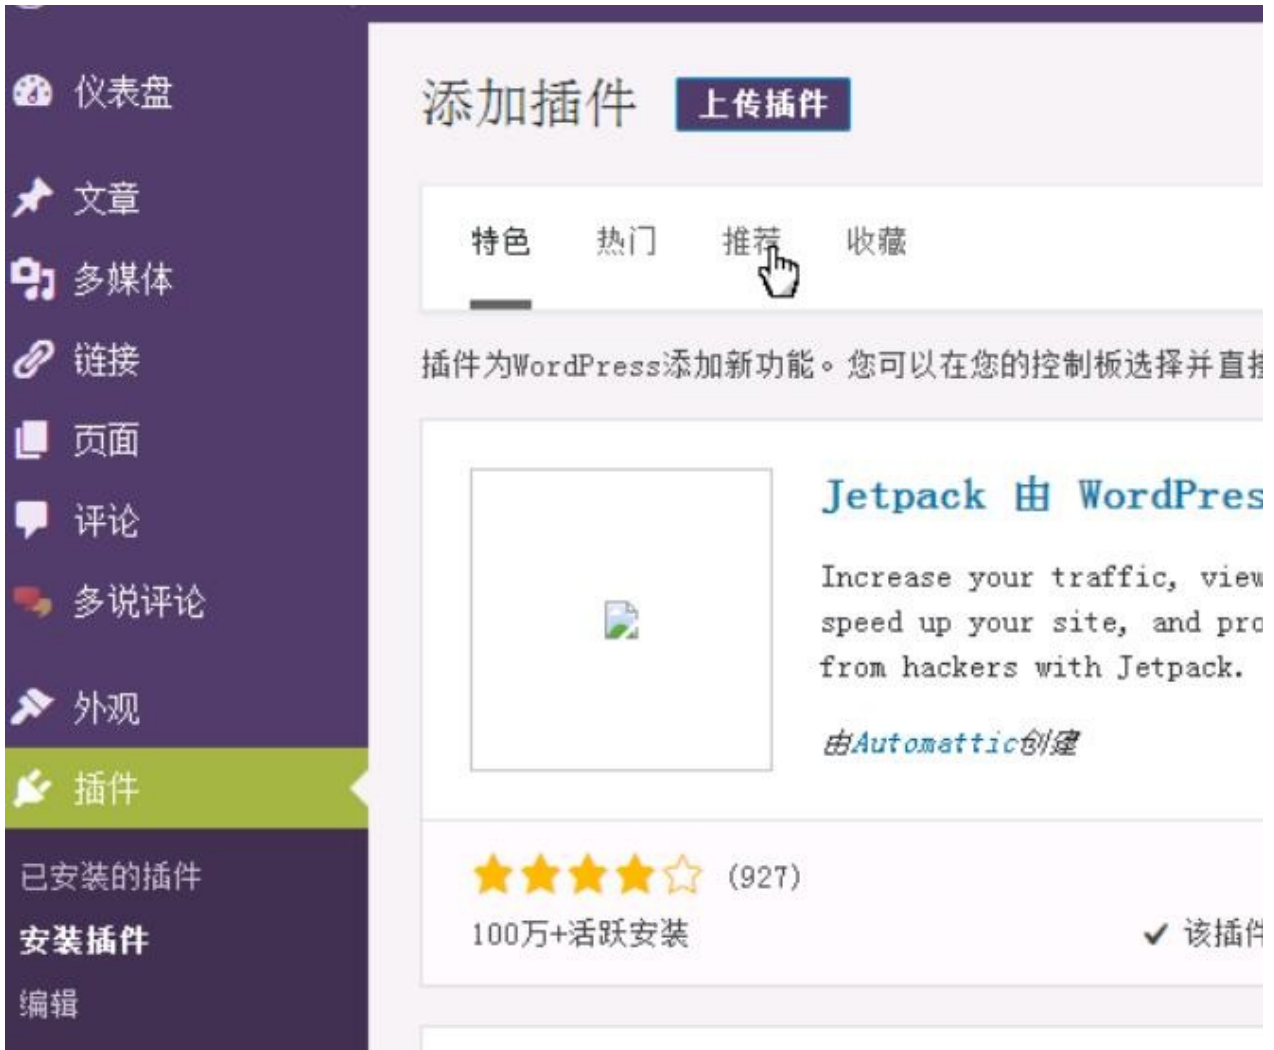 仪表盘
文章
多媒体
链接
页面
评论
多说评论
外观
插件
已安装的插件
安装插件
编辑
添加插件 上传插件
特色 热门 推荐 收藏
插件为WordPress添加新功能。您可以在您的控制板选择并直接
Jetpack 由 WordPres
Increase your traffic, view
speed up your site, and pro
from hackers with Jetpack.
由Automattic创建
(927)
100万+活跃安装
该插件